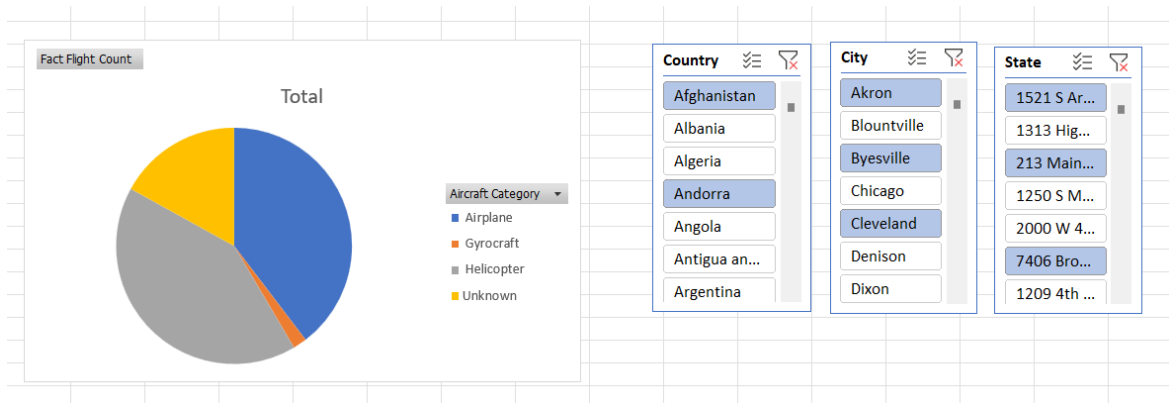 Fact Flight Count
Total
Aircraft Category
Airplane
Gyrocraft
Helicopter
Unknown
Country
Afghanistan
Albania
Algeria
Andorra
Angola
Antigua an...
Argentina
City
Akron
Blountville
Byesville
Chicago
Cleveland
Denison
Dixon
State
1521 S Ar...
1313 Hig...
213 Main...
1250 S M...
2000 W 4...
7406 Bro...
1209 4th ...